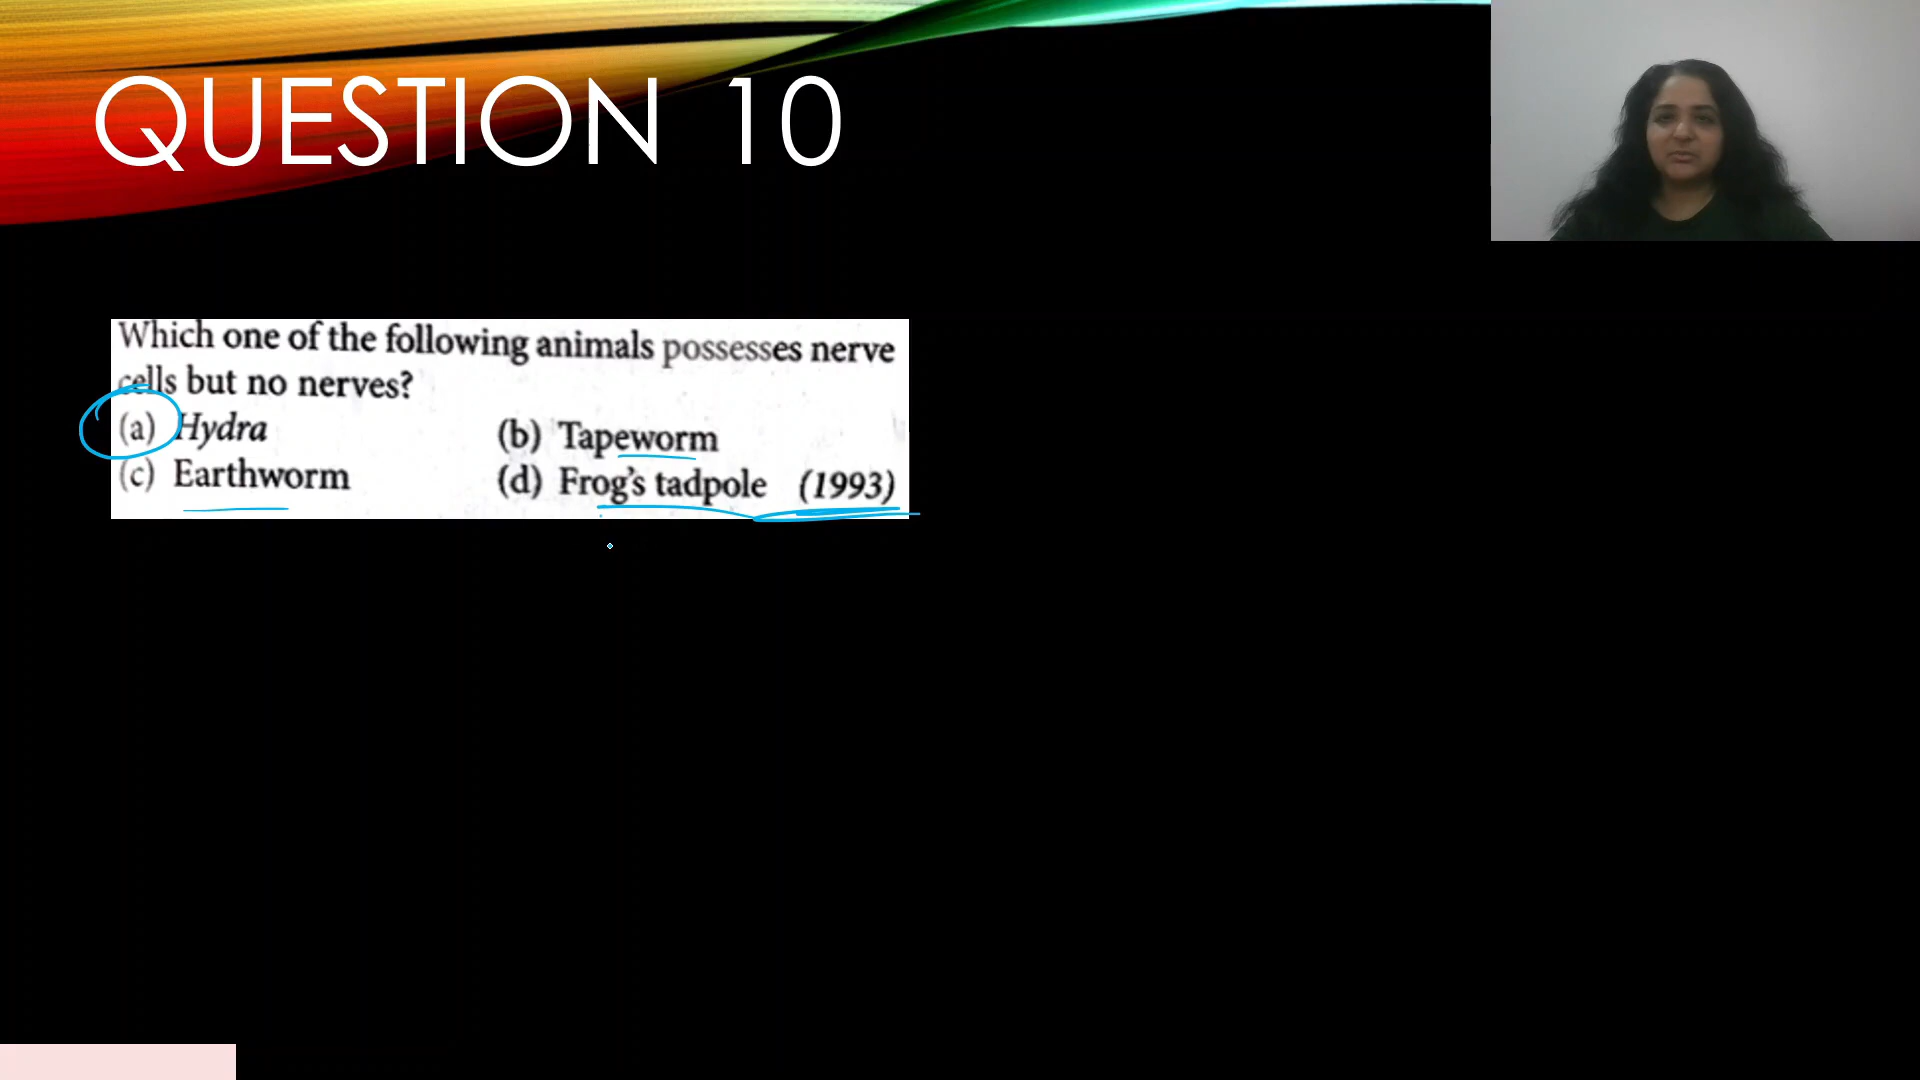 QUESTION 10
Which one of the following animals possesses nerve
cells but no nerves?
(a) Hydra (b) Tapeworm
(c) Earthworm (d) Frog's tadpole (1993)